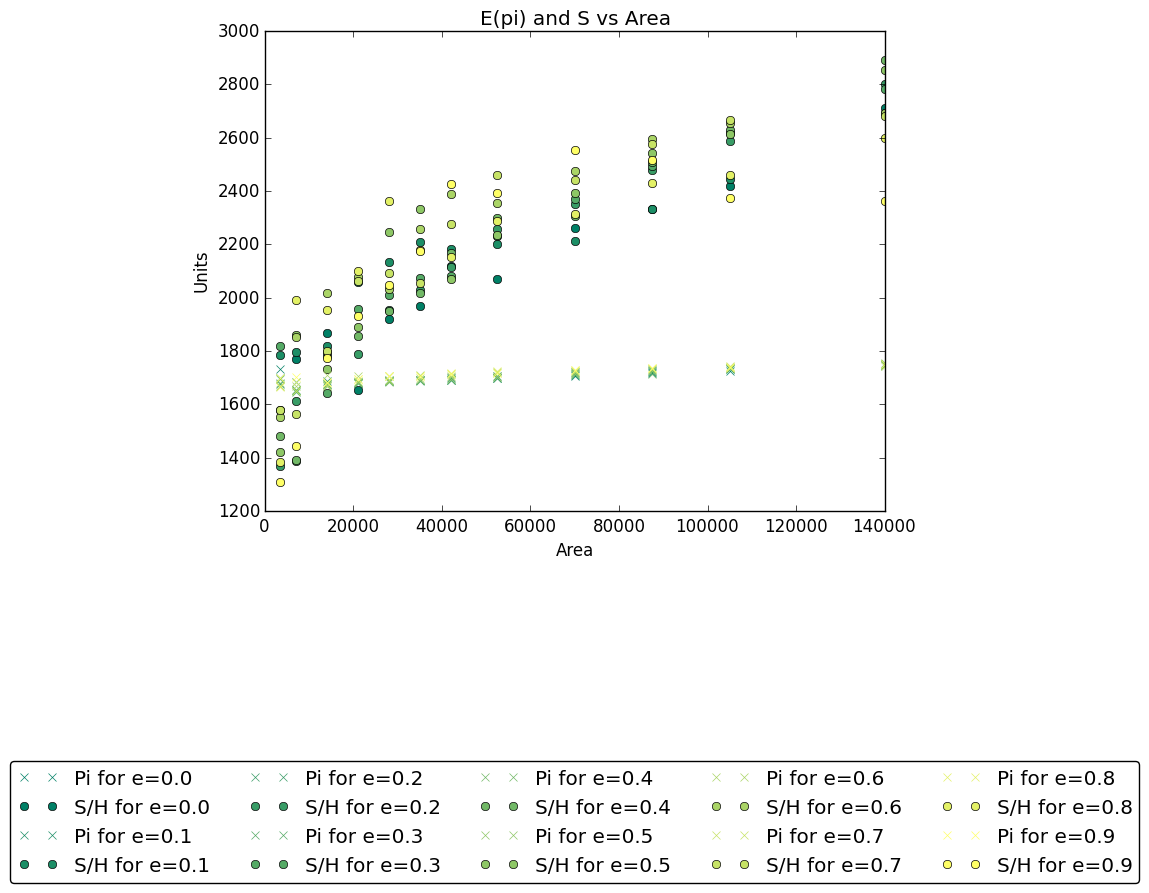 E(pi) and S vs Area
3000
2800
2600
2400
2200
2000
1800
1600
1400
1200
Units
0 20000 40000 60000 80000 100000 120000 140000
Area
Pi for e=0.0 Pi for e=0.2 Pi for e=0.4 Pi for e=0.6 Pi for e=0.8
S/H for e=0.0 S/H for e=0.2 S/H for e=0.4 S/H for e=0.6 S/H for e=0.8
Pi for e=0.1 Pi for e=0.3 Pi for e=0.5 Pi for e=0.7 Pi for e=0.9
S/H for e=0.1 S/H for e=0.3 S/H for e=0.5 S/H for e=0.7 S/H for e=0.9